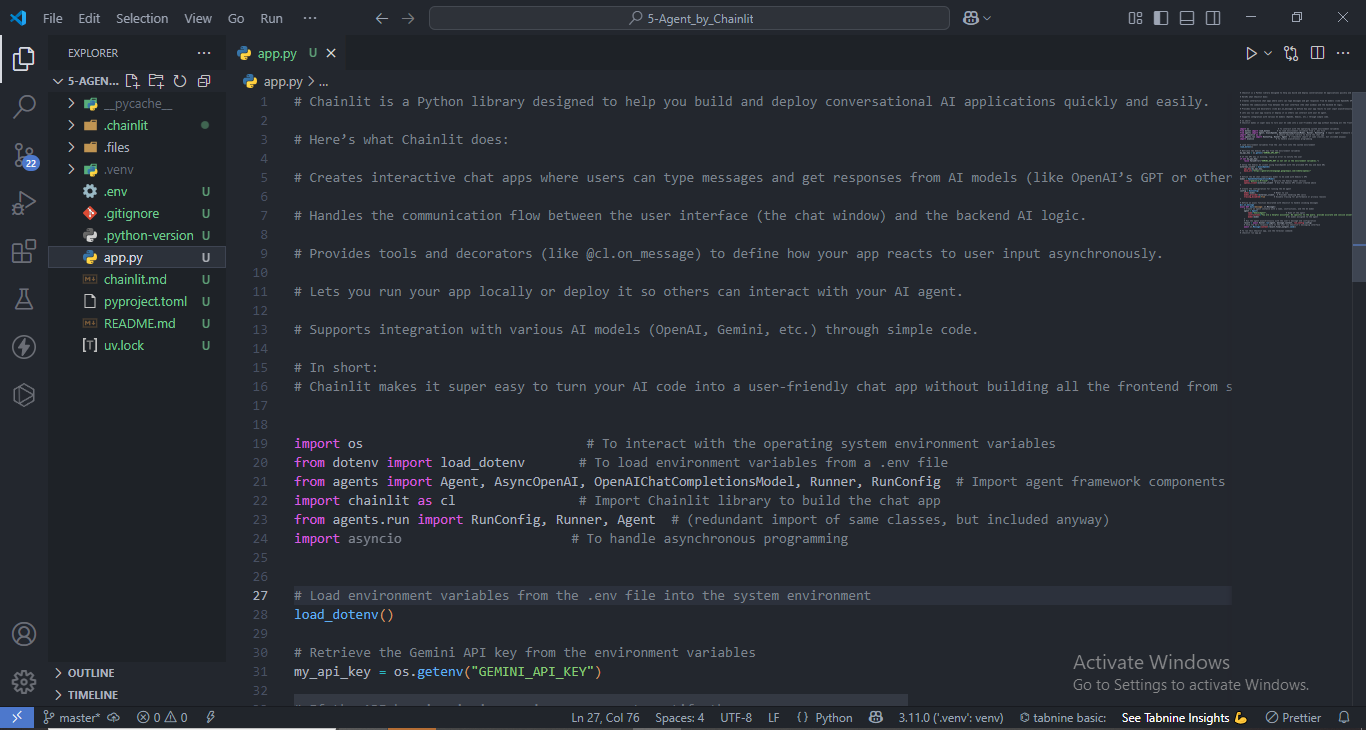 File Edit Selection View Go Run ··· 5-Agent_by_Chainlit
EXPLORER ···
5-AGEN...
__pycache__
.chainlit
.files
.venv
.env U
.gitignore U
.python-version U
app.py U
chainlit.md U
pyproject.toml U
README.md U
uv.lock U
OUTLINE
TIMELINE
22
app.py U
app.py > ...
1 # Chainlit is a Python library designed to help you build and deploy conversational AI applications quickly and easily.
2
3 # Here’s what Chainlit does:
4
5 # Creates interactive chat apps where users can type messages and get responses from AI models (like OpenAI’s GPT or other
6
7 # Handles the communication flow between the user interface (the chat window) and the backend AI logic.
8
9 # Provides tools and decorators (like @cl.on_message) to define how your app reacts to user input asynchronously.
10
11 # Lets you run your app locally or deploy it so others can interact with your AI agent.
12
13 # Supports integration with various AI models (OpenAI, Gemini, etc.) through simple code.
14
15 # In short:
16 # Chainlit makes it super easy to turn your AI code into a user-friendly chat app without building all the frontend from s
17
18
19 import os # To interact with the operating system environment variables
20 from dotenv import load_dotenv # To load environment variables from a .env file
21 from agents import Agent, AsyncOpenAI, OpenAIChatCompletionsModel, Runner, RunConfig # Import agent framework components
22 import chainlit as cl # Import Chainlit library to build the chat app
23 from agents.run import RunConfig, Runner, Agent # (redundant import of same classes, but included anyway)
24 import asyncio # To handle asynchronous programming
25
26
27 # Load environment variables from the .env file into the system environment
28 load_dotenv()
29
30 # Retrieve the Gemini API key from the environment variables
31 my_api_key = os.getenv("GEMINI_API_KEY")
32
Activate Windows
Go to Settings to activate Windows.
master* 0 0 Ln 27, Col 76 Spaces: 4 UTF-8 LF {} Python 3.11.0 ('.venv': venv) tabnine basic: See Tabnine Insights 💪 Prettier